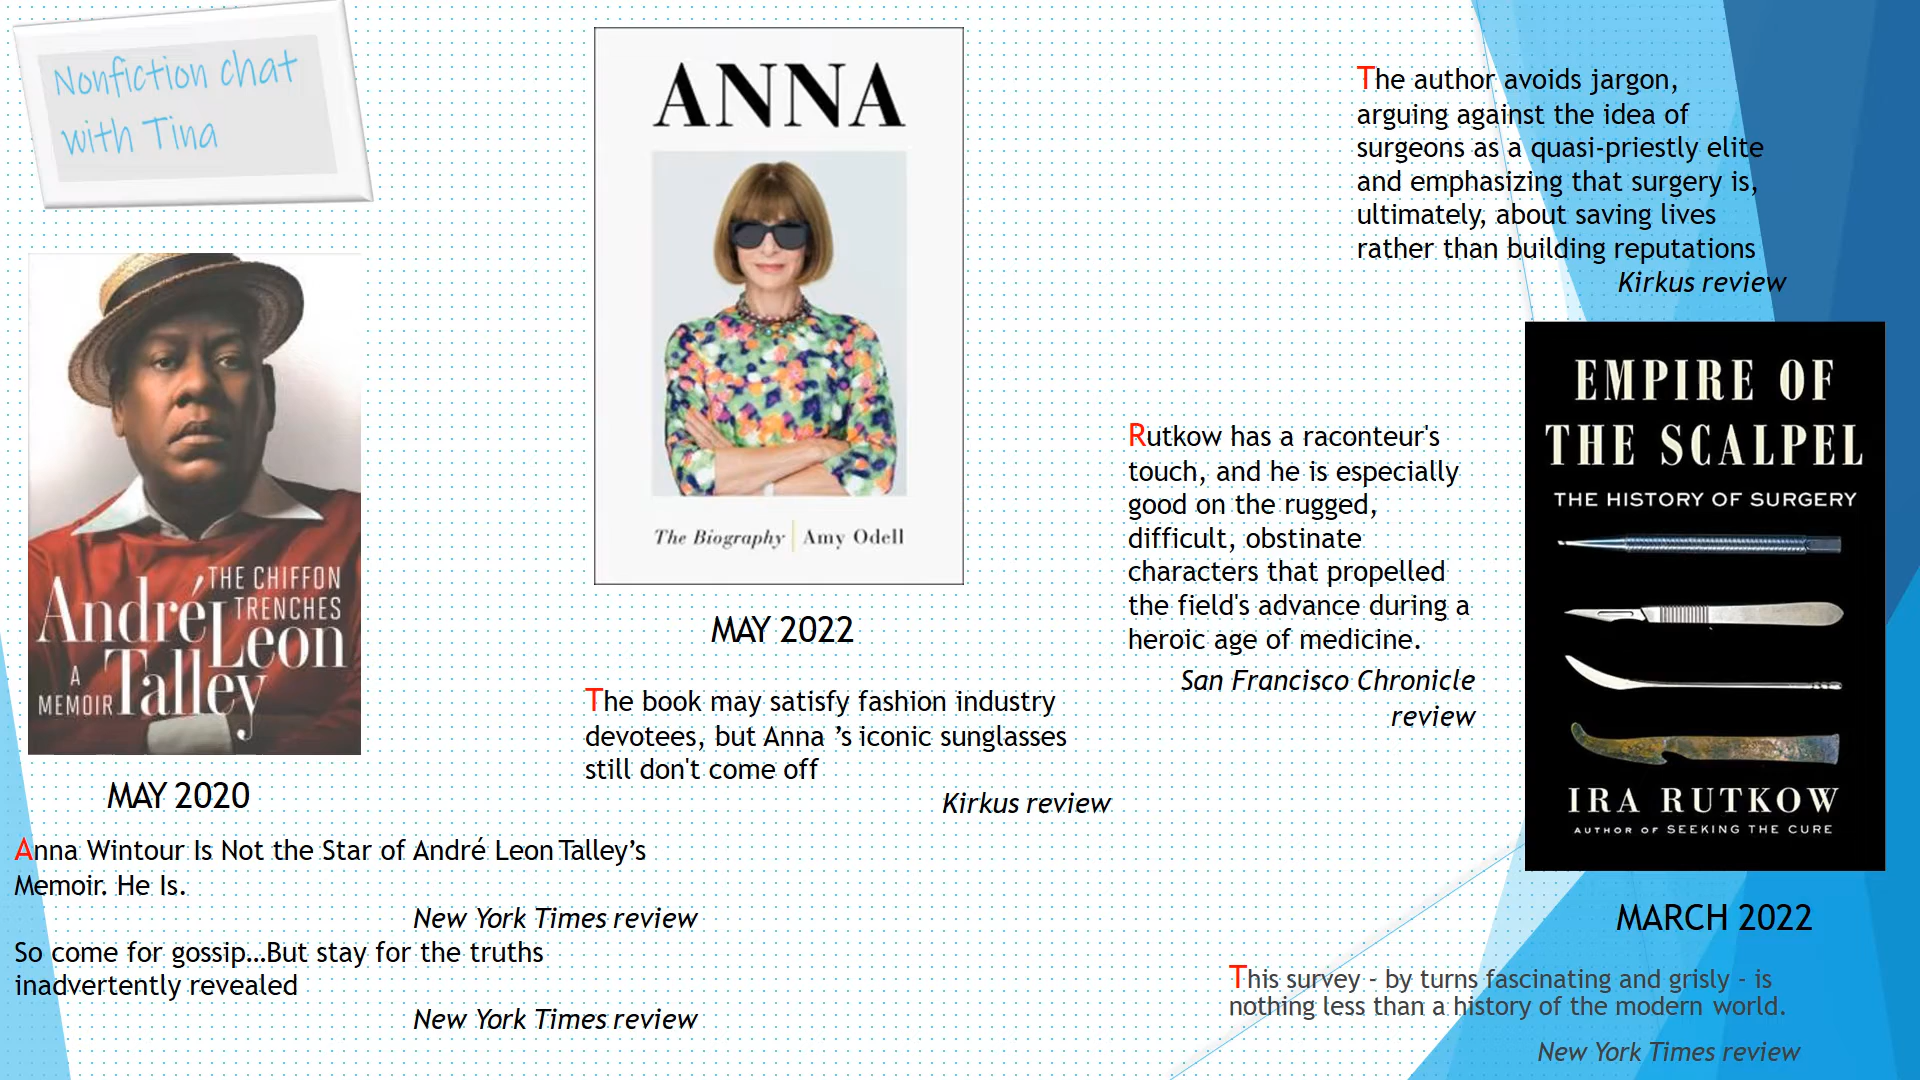 Nonfiction chat
with Tina
THE CHIFFON
TRENCHES
André
Leon
Talley
A
MEMOIR
MAY 2020
Anna Wintour Is Not the Star of André Leon Talley’s
Memoir. He Is.
New York Times review
So come for gossip…But stay for the truths
inadvertently revealed
New York Times review
ANNA
The Biography | Amy Odell
MAY 2022
The book may satisfy fashion industry
devotees, but Anna ’s iconic sunglasses
still don't come off
Kirkus review
The author avoids jargon,
arguing against the idea of
surgeons as a quasi-priestly elite
and emphasizing that surgery is,
ultimately, about saving lives
rather than building reputations
Kirkus review
Rutkow has a raconteur's
touch, and he is especially
good on the rugged,
difficult, obstinate
characters that propelled
the field's advance during a
heroic age of medicine.
San Francisco Chronicle
review
EMPIRE OF
THE SCALPEL
THE HISTORY OF SURGERY
IRA RUTKOW
AUTHOR OF SEEKING THE CURE
MARCH 2022
This survey - by turns fascinating and grisly - is
nothing less than a history of the modern world.
New York Times review